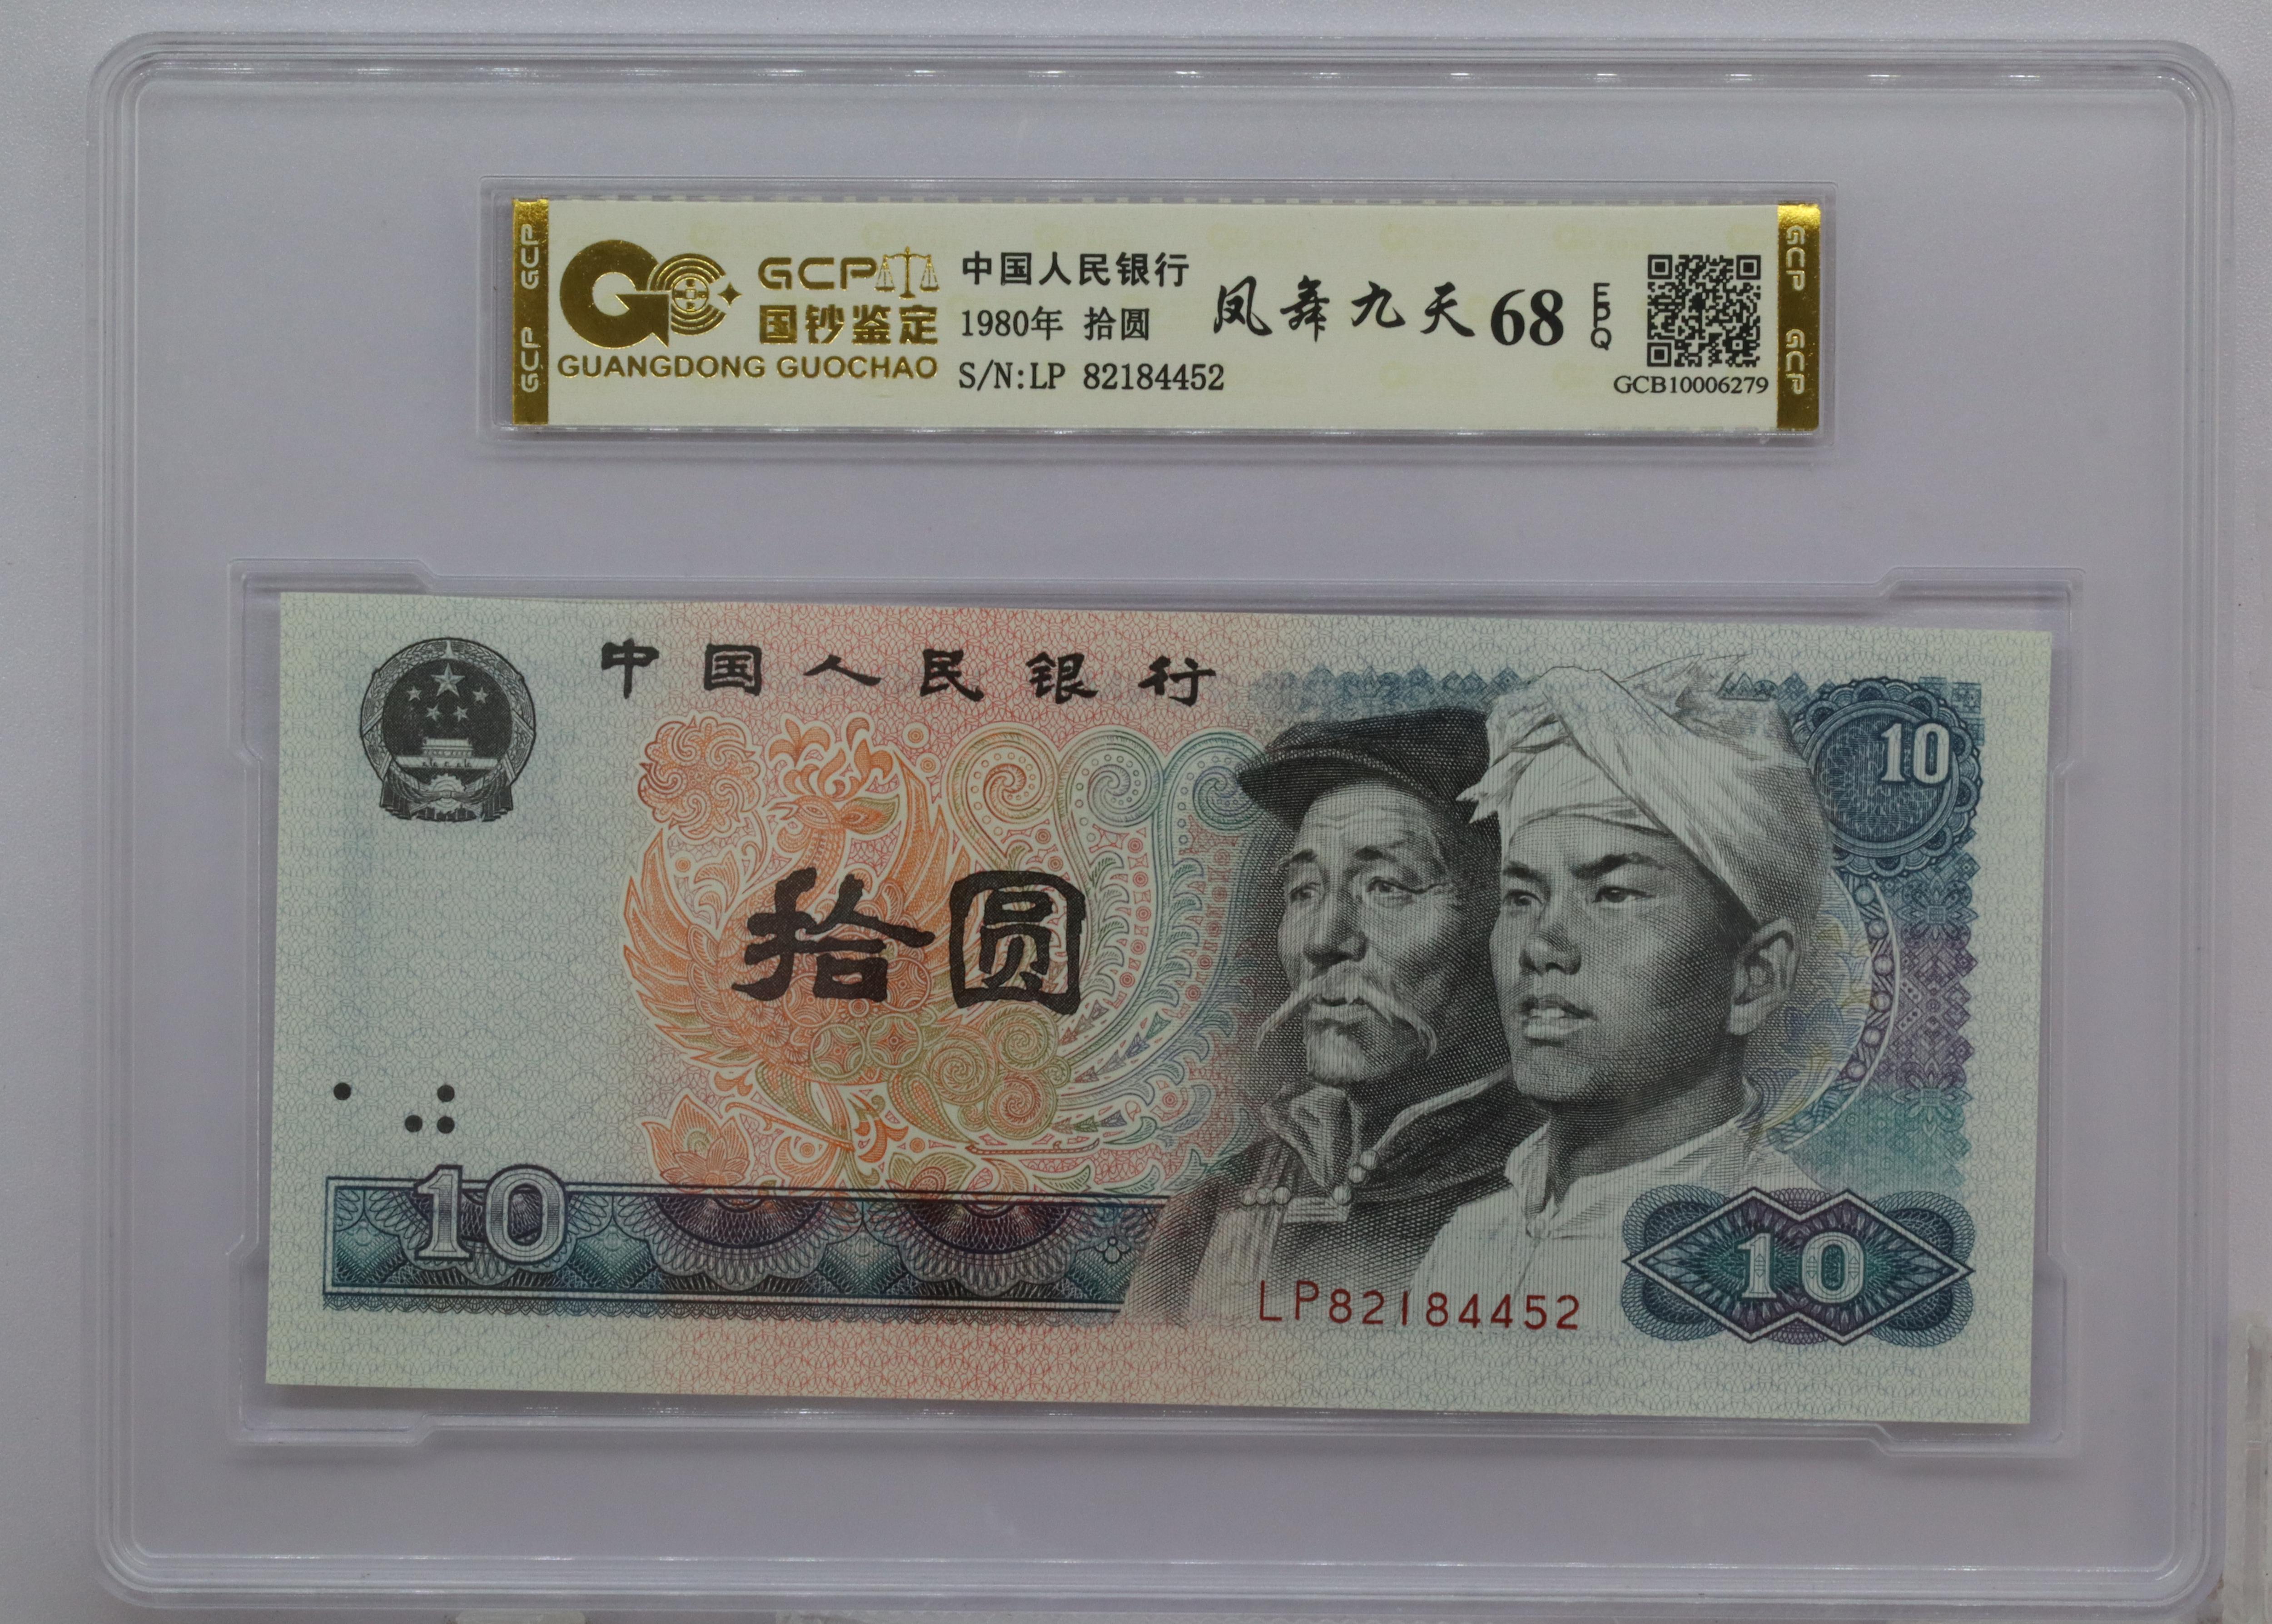 GCP GCP
GCP
国钞鉴定
GUANGDONG GUOCHAO
中国人民银行
1980年 拾圆
S/N:LP 82184452
凤舞九天 68 EPQ
GCB10006279
GCP GCP
中国人民银行
10
拾圆
10
LP82184452
10